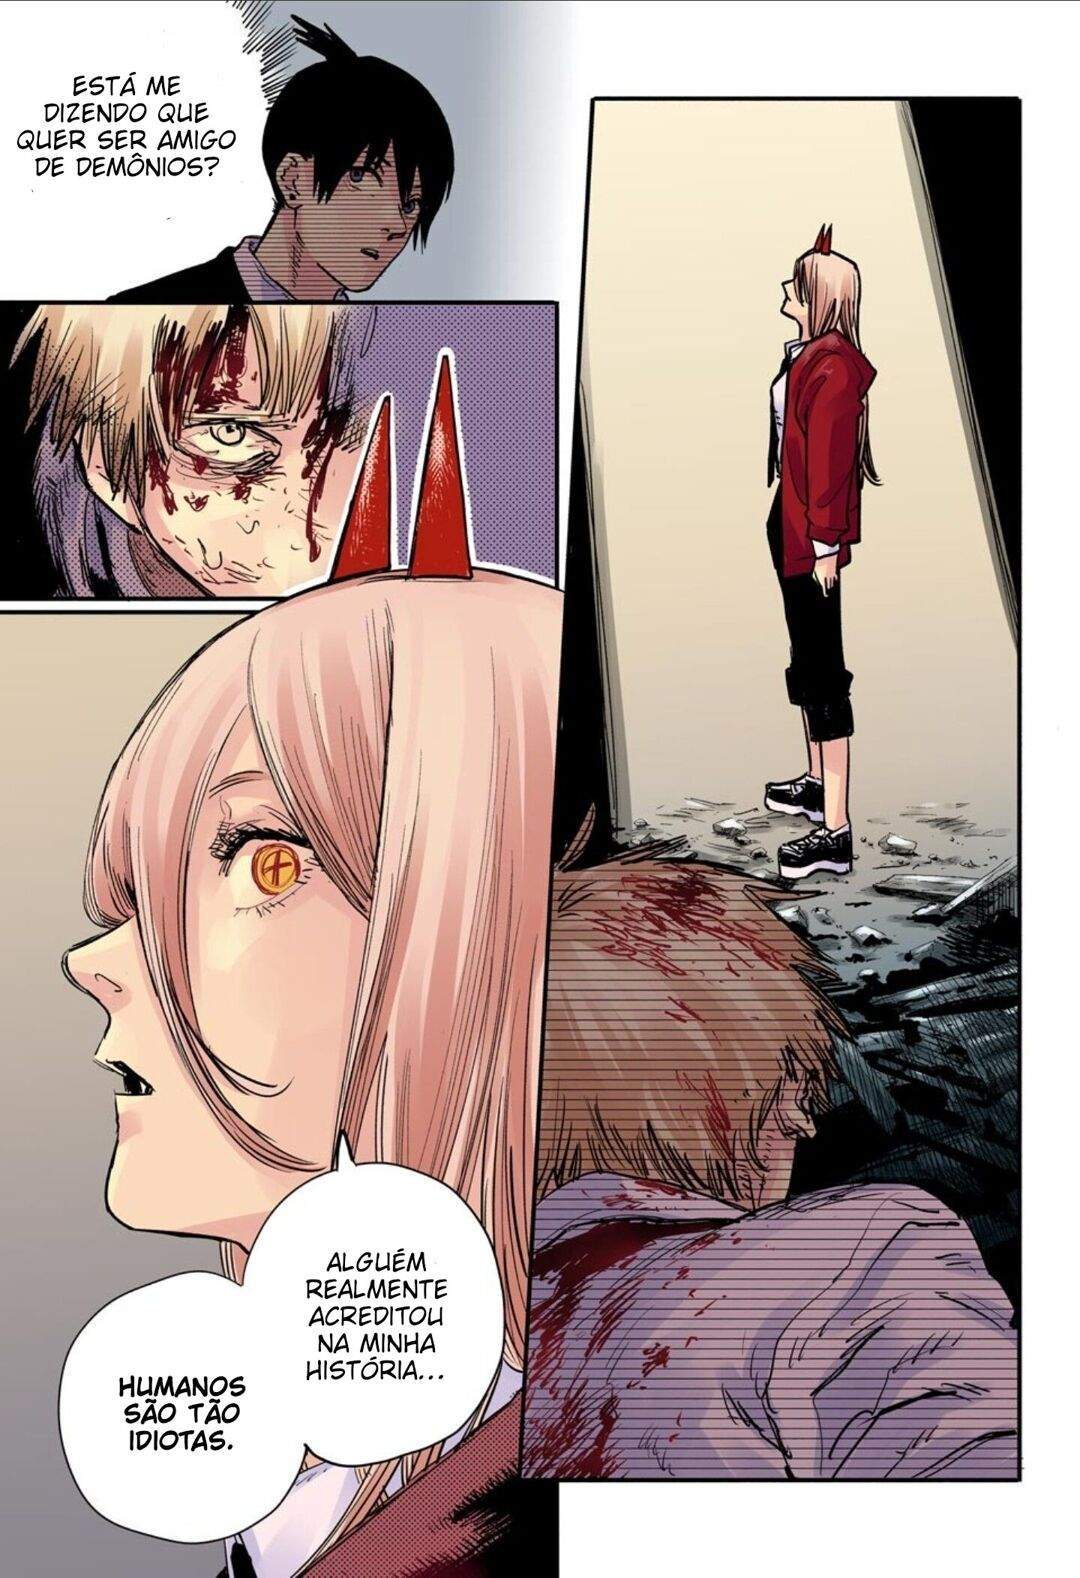 ESTÁ ME
DIZENDO QUE
QUER SER AMIGO
DE DEMÔNIOS?
ALGUÉM
REALMENTE
ACREDITOU
NA MINHA
HISTÓRIA...
HUMANOS
SÃO TÃO
IDIOTAS.